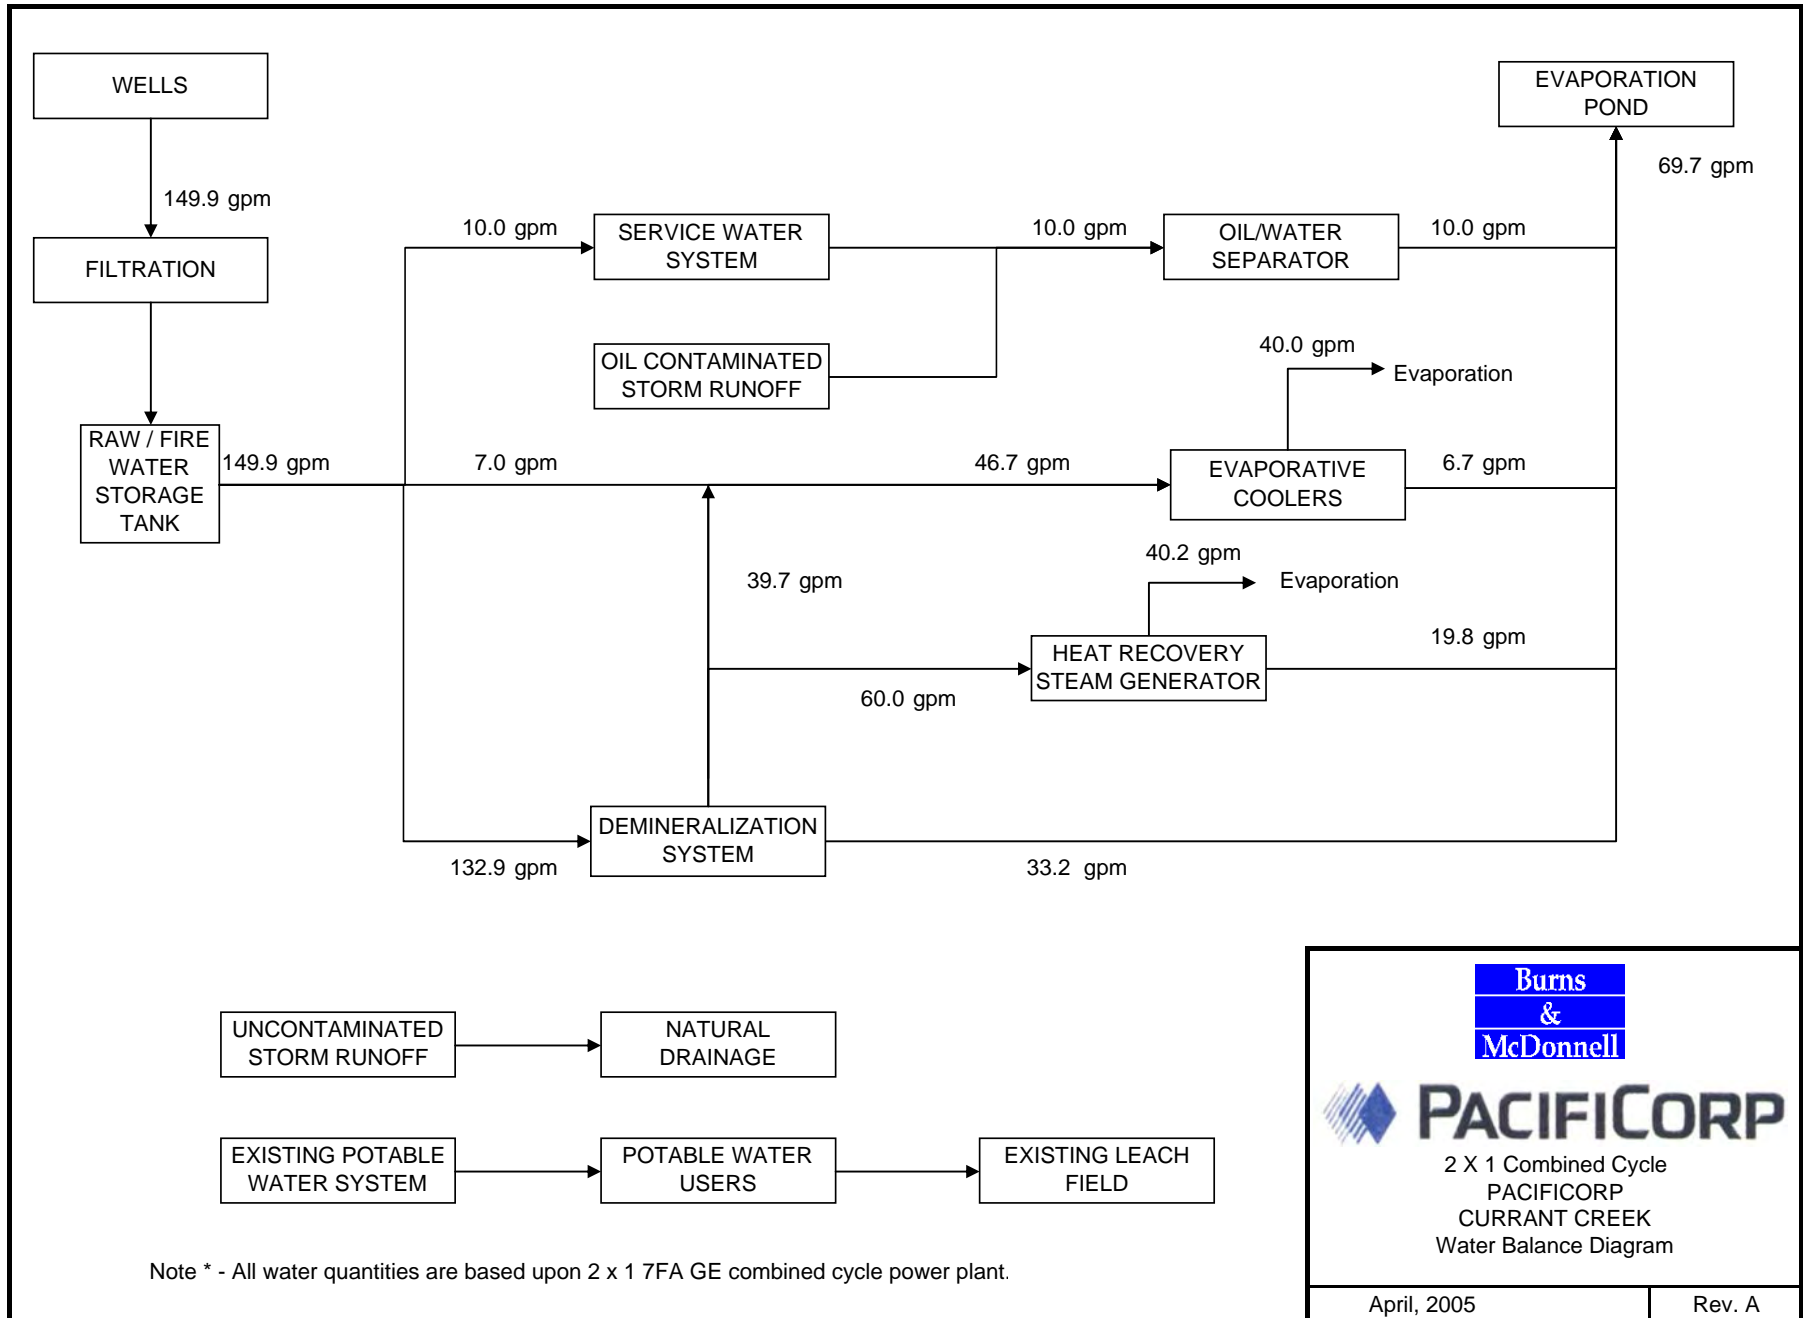 WELLS
EVAPORATION
POND
69.7 gpm
149.9 gpm
FILTRATION
10.0 gpm
SERVICE WATER
SYSTEM
10.0 gpm
OIL/WATER
SEPARATOR
10.0 gpm
OIL CONTAMINATED
STORM RUNOFF
40.0 gpm
Evaporation
RAW / FIRE
WATER
STORAGE
TANK
149.9 gpm
7.0 gpm
46.7 gpm
EVAPORATIVE
COOLERS
6.7 gpm
39.7 gpm
40.2 gpm
Evaporation
HEAT RECOVERY
STEAM GENERATOR
19.8 gpm
60.0 gpm
DEMINERALIZATION
SYSTEM
132.9 gpm
33.2 gpm
UNCONTAMINATED
STORM RUNOFF
NATURAL
DRAINAGE
EXISTING POTABLE
WATER SYSTEM
POTABLE WATER
USERS
EXISTING LEACH
FIELD
Note * - All water quantities are based upon 2 x 1 7FA GE combined cycle power plant.
Burns
&
McDonnell
PACIFICORP
2 X 1 Combined Cycle
PACIFICORP
CURRANT CREEK
Water Balance Diagram
April, 2005
Rev. A